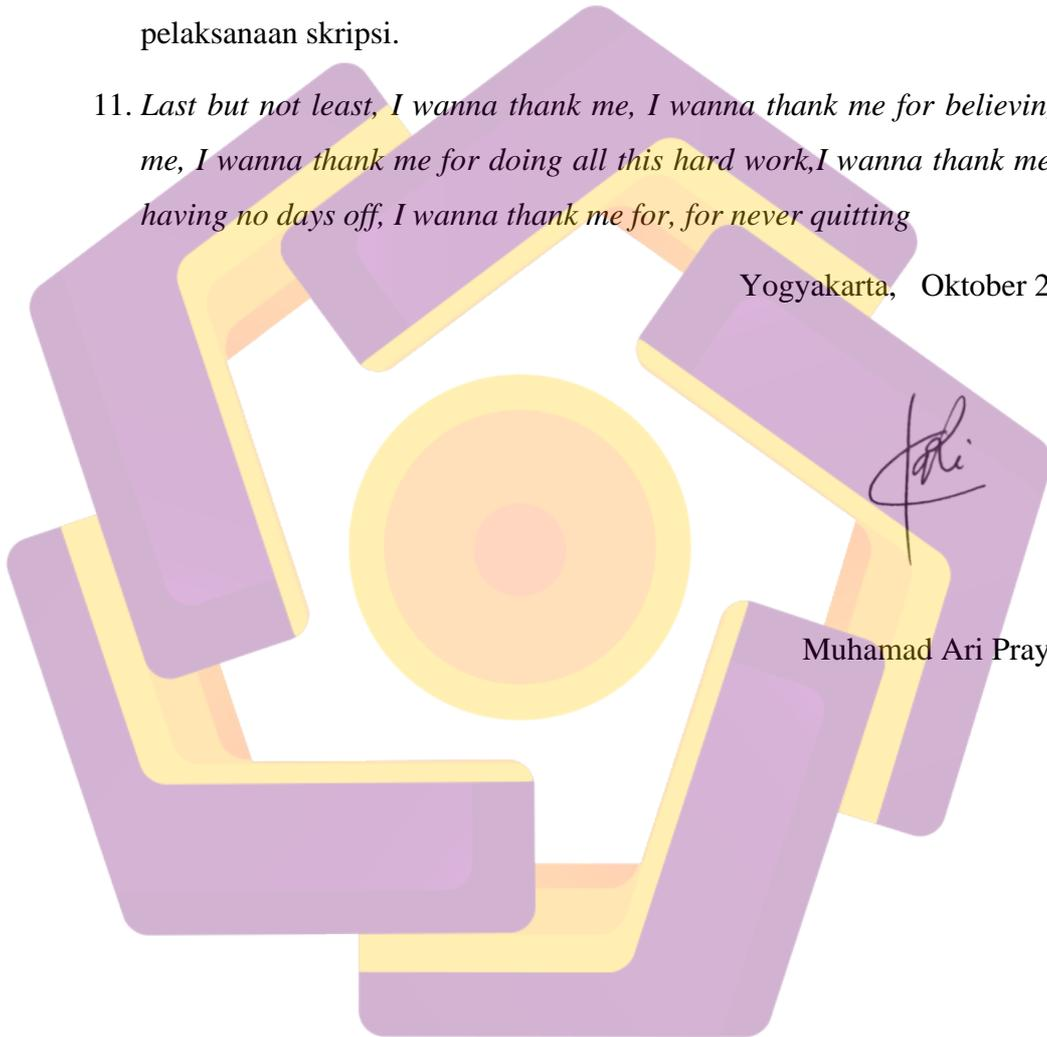 pelaksanaan skripsi.
11. Last but not least, I wanna thank me, I wanna thank me for believin
me, I wanna thank me for doing all this hard work,I wanna thank me
having no days off, I wanna thank me for, for never quitting
Yogyakarta, Oktober 2
Muhamad Ari Pray